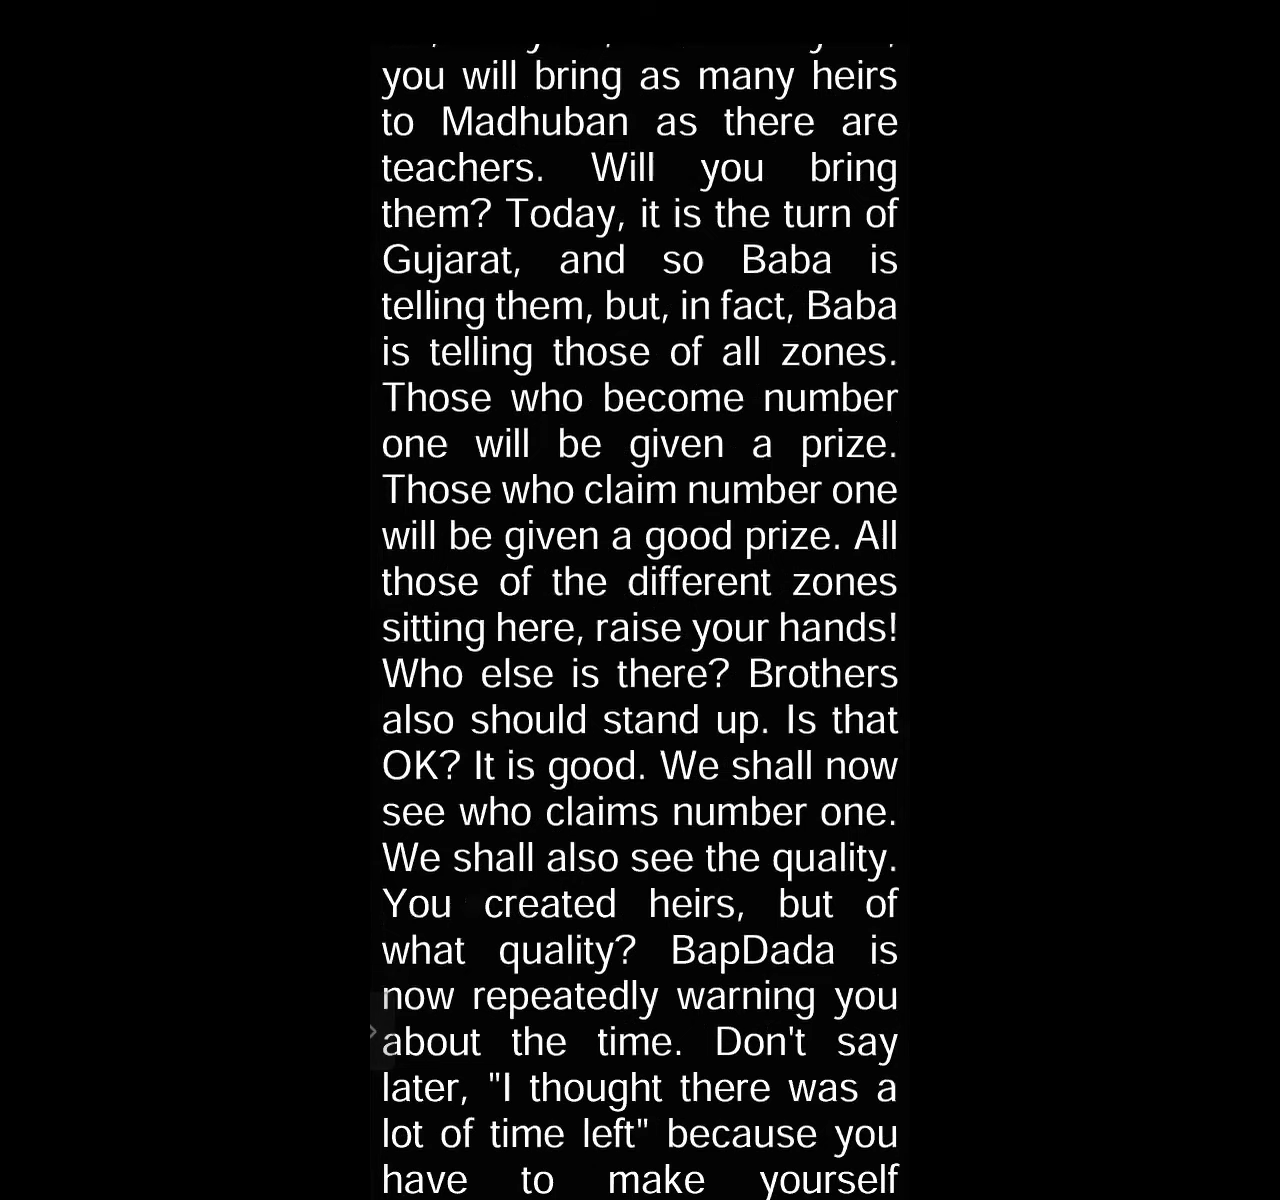 you will bring as many heirs
to Madhuban as there are
teachers. Will you bring
them? Today, it is the turn of
Gujarat, and so Baba is
telling them, but, in fact, Baba
is telling those of all zones.
Those who become number
one will be given a prize.
Those who claim number one
will be given a good prize. All
those of the different zones
sitting here, raise your hands!
Who else is there? Brothers
also should stand up. Is that
OK? It is good. We shall now
see who claims number one.
We shall also see the quality.
You created heirs, but of
what quality? BapDada is
now repeatedly warning you
about the time. Don't say
later, "I thought there was a
lot of time left" because you
have to make yourself